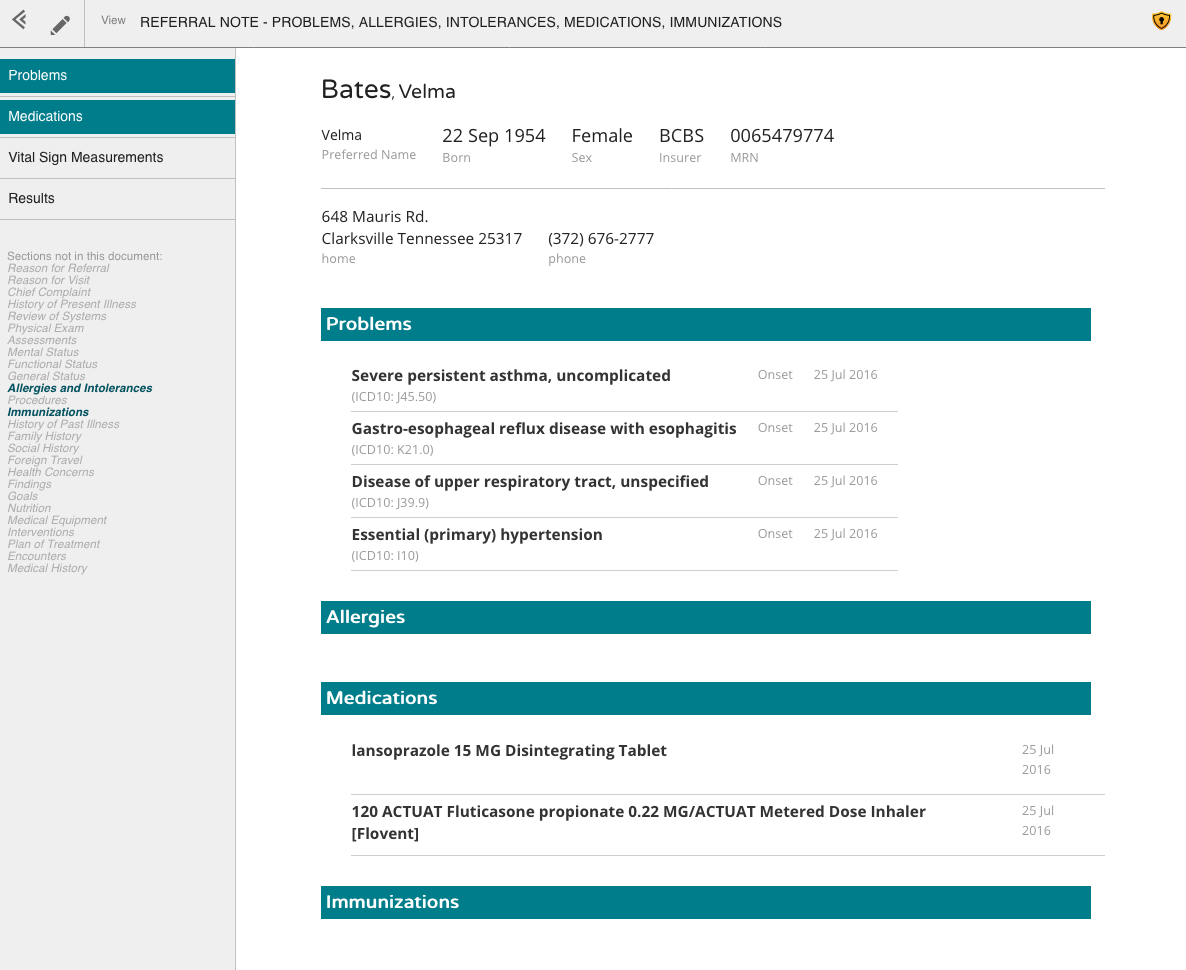 View REFERRAL NOTE - PROBLEMS, ALLERGIES, INTOLERANCES, MEDICATIONS, IMMUNIZATIONS
Problems
Medications
Vital Sign Measurements
Results
Sections not in this document:
Reason for Referral
Reason for Visit
Chief Complaint
History of Present Illness
Review of Systems
Physical Exam
Assessments
Mental Status
Functional Status
General Status
Allergies and Intolerances
Procedures
Immunizations
History of Past Illness
Family History
Social History
Foreign Travel
Health Concerns
Findings
Goals
Nutrition
Medical Equipment
Interventions
Plan of Treatment
Encounters
Medical History
Bates, Velma
Velma 22 Sep 1954 Female BCBS 0065479774
Preferred Name Born Sex Insurer MRN
648 Mauris Rd.
Clarksville Tennessee 25317 (372) 676-2777
home phone
Problems
Severe persistent asthma, uncomplicated Onset 25 Jul 2016
(ICD10: J45.50)
Gastro-esophageal reflux disease with esophagitis Onset 25 Jul 2016
(ICD10: K21.0)
Disease of upper respiratory tract, unspecified Onset 25 Jul 2016
(ICD10: J39.9)
Essential (primary) hypertension Onset 25 Jul 2016
(ICD10: I10)
Allergies
Medications
lansoprazole 15 MG Disintegrating Tablet 25 Jul
2016
120 ACTUAT Fluticasone propionate 0.22 MG/ACTUAT Metered Dose Inhaler 25 Jul
[Flovent] 2016
Immunizations